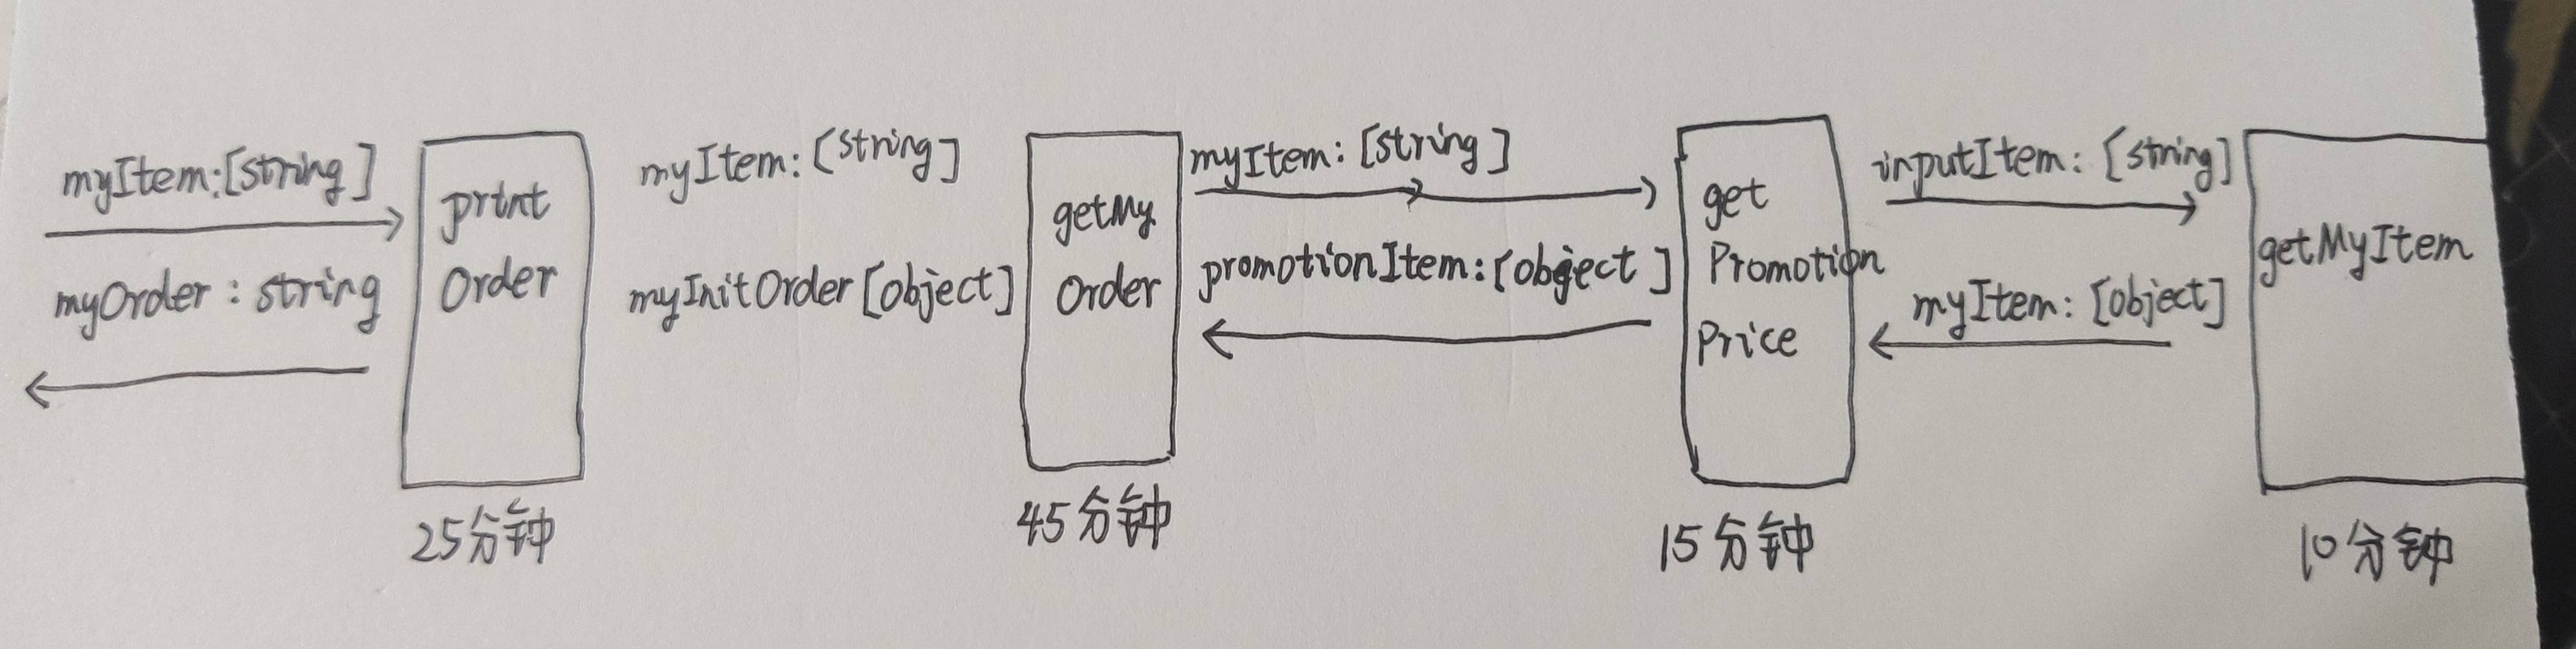 myItem:[string]
myOrder : string
print
Order
25分钟
myItem: [string]
myInitOrder [object]
getMy
Order
45分钟
myItem: [string]
promotionItem: [object]
get
Promotion
Price
15分钟
inputItem: [string]
myItem: [object]
getMyItem
10分钟